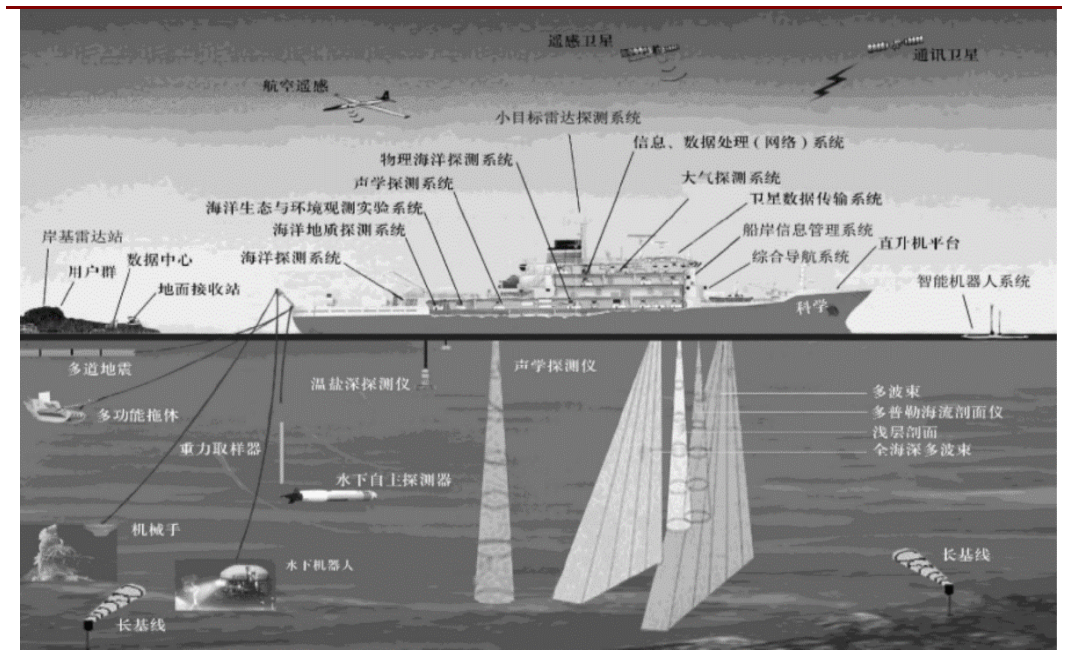 遥感卫星
通讯卫星
航空遥感
小目标雷达探测系统
信息、数据处理(网络)系统
物理海洋探测系统
大气探测系统
声学探测系统
卫星数据传输系统
海洋生态与环境观测实验系统
船岸信息管理系统
海洋地质探测系统
直升机平台
岸基雷达站
数据中心
海洋探测系统
综合导航系统
用户群
地面接收站
智能机器人系统
科学
多道地震
声学探测仪
温盐深探测仪
多波束
多功能拖体
多普勒海流剖面仪
浅层剖面
重力取样器
全海深多波束
水下自主探测器
机械手
水下机器人
长基线
长基线